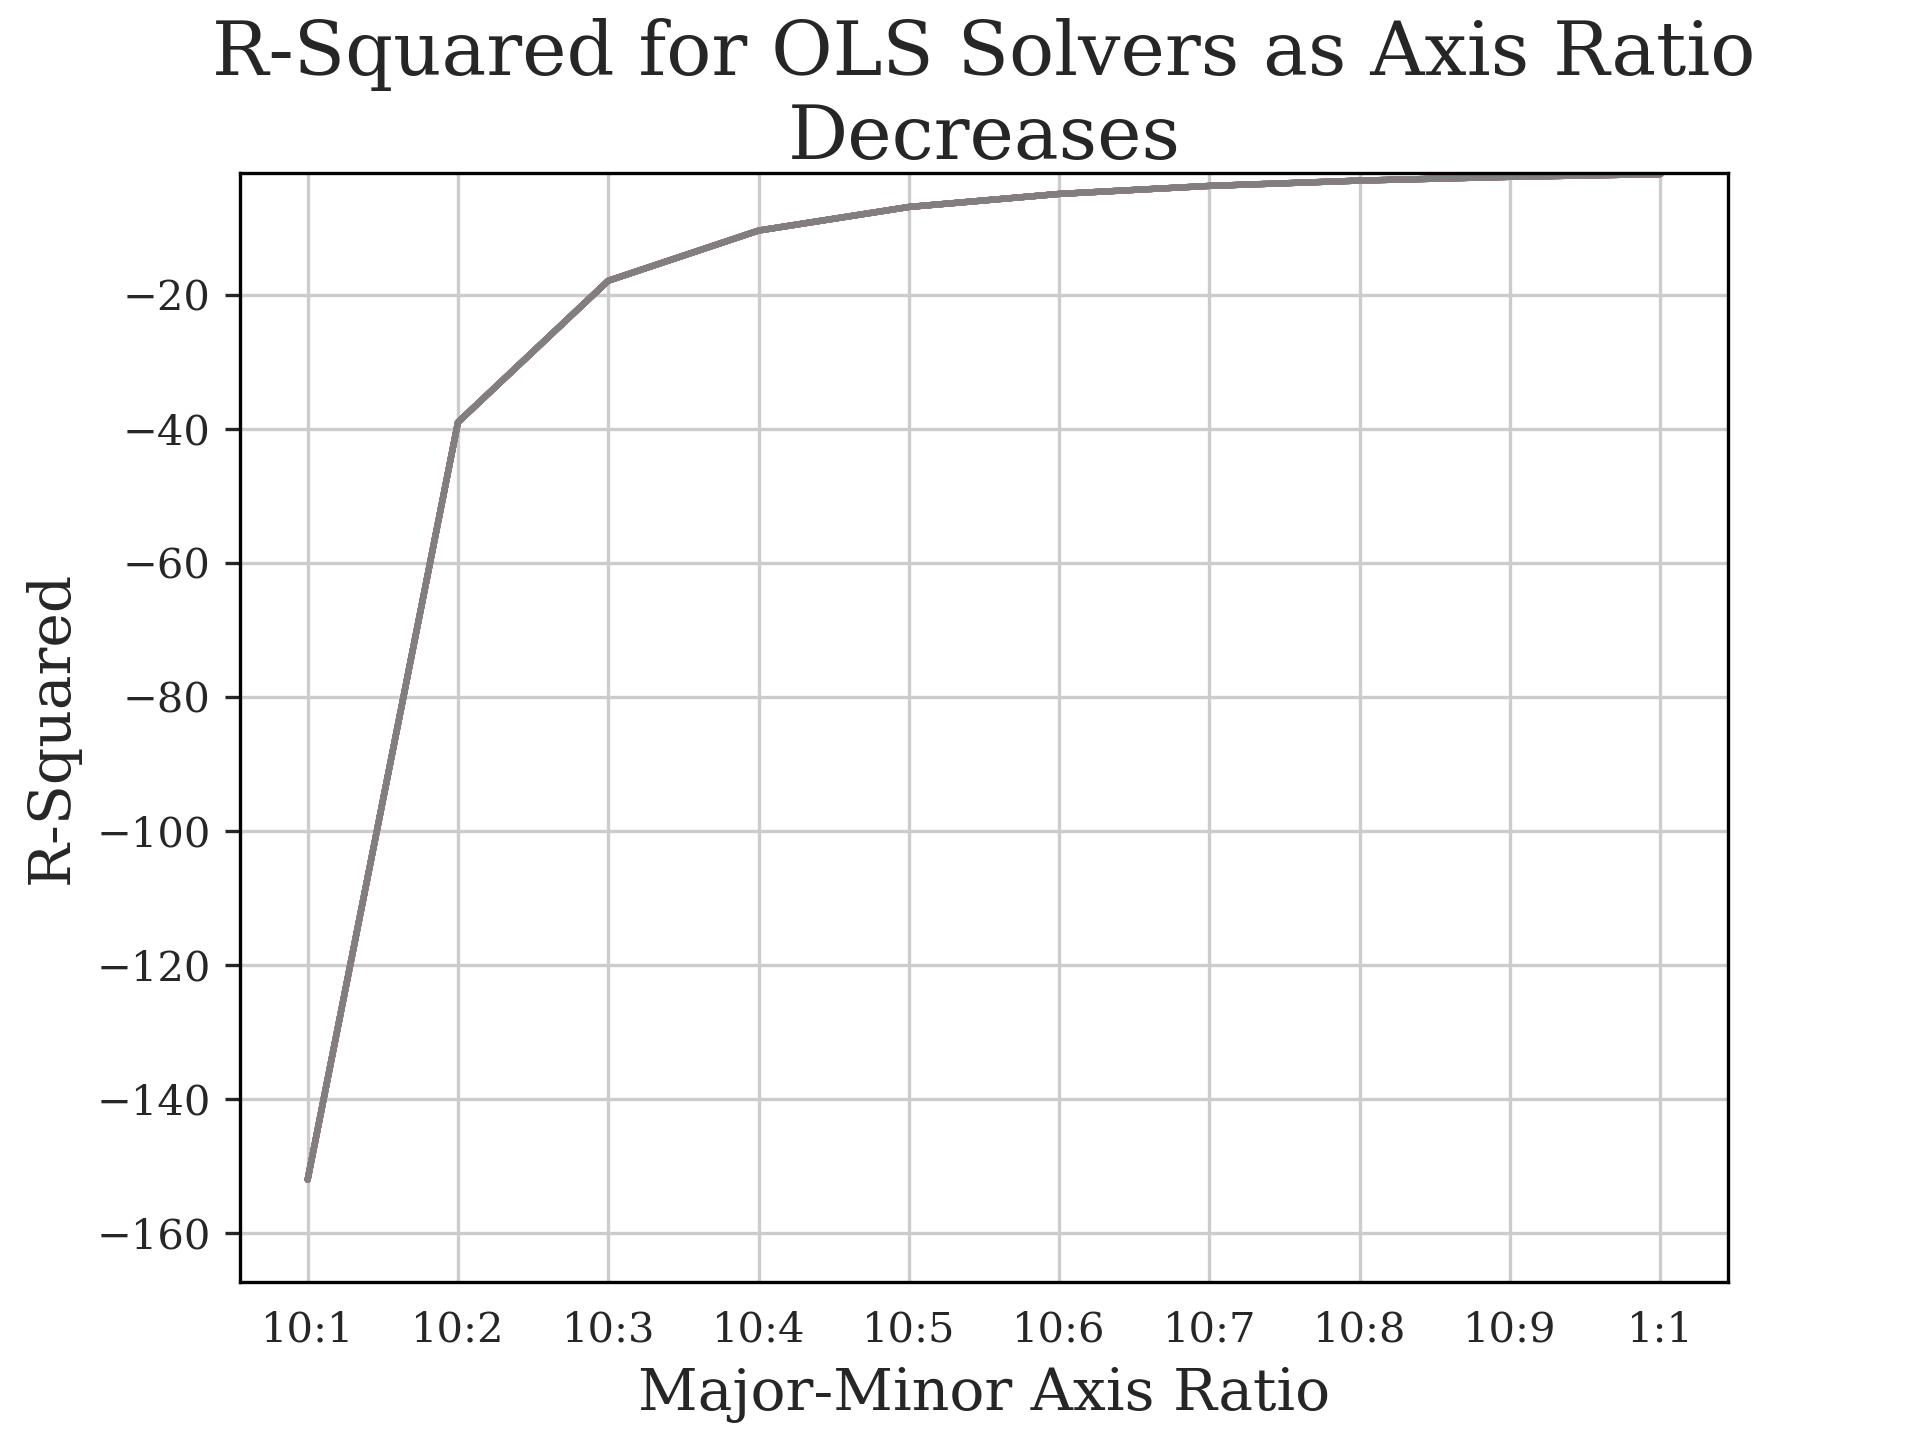 R-Squared for OLS Solvers as Axis Ratio
Decreases
−20
−40
−60
−80
−100
−120
−140
−160
R-Squared
10:1 10:2 10:3 10:4 10:5 10:6 10:7 10:8 10:9 1:1
Major-Minor Axis Ratio